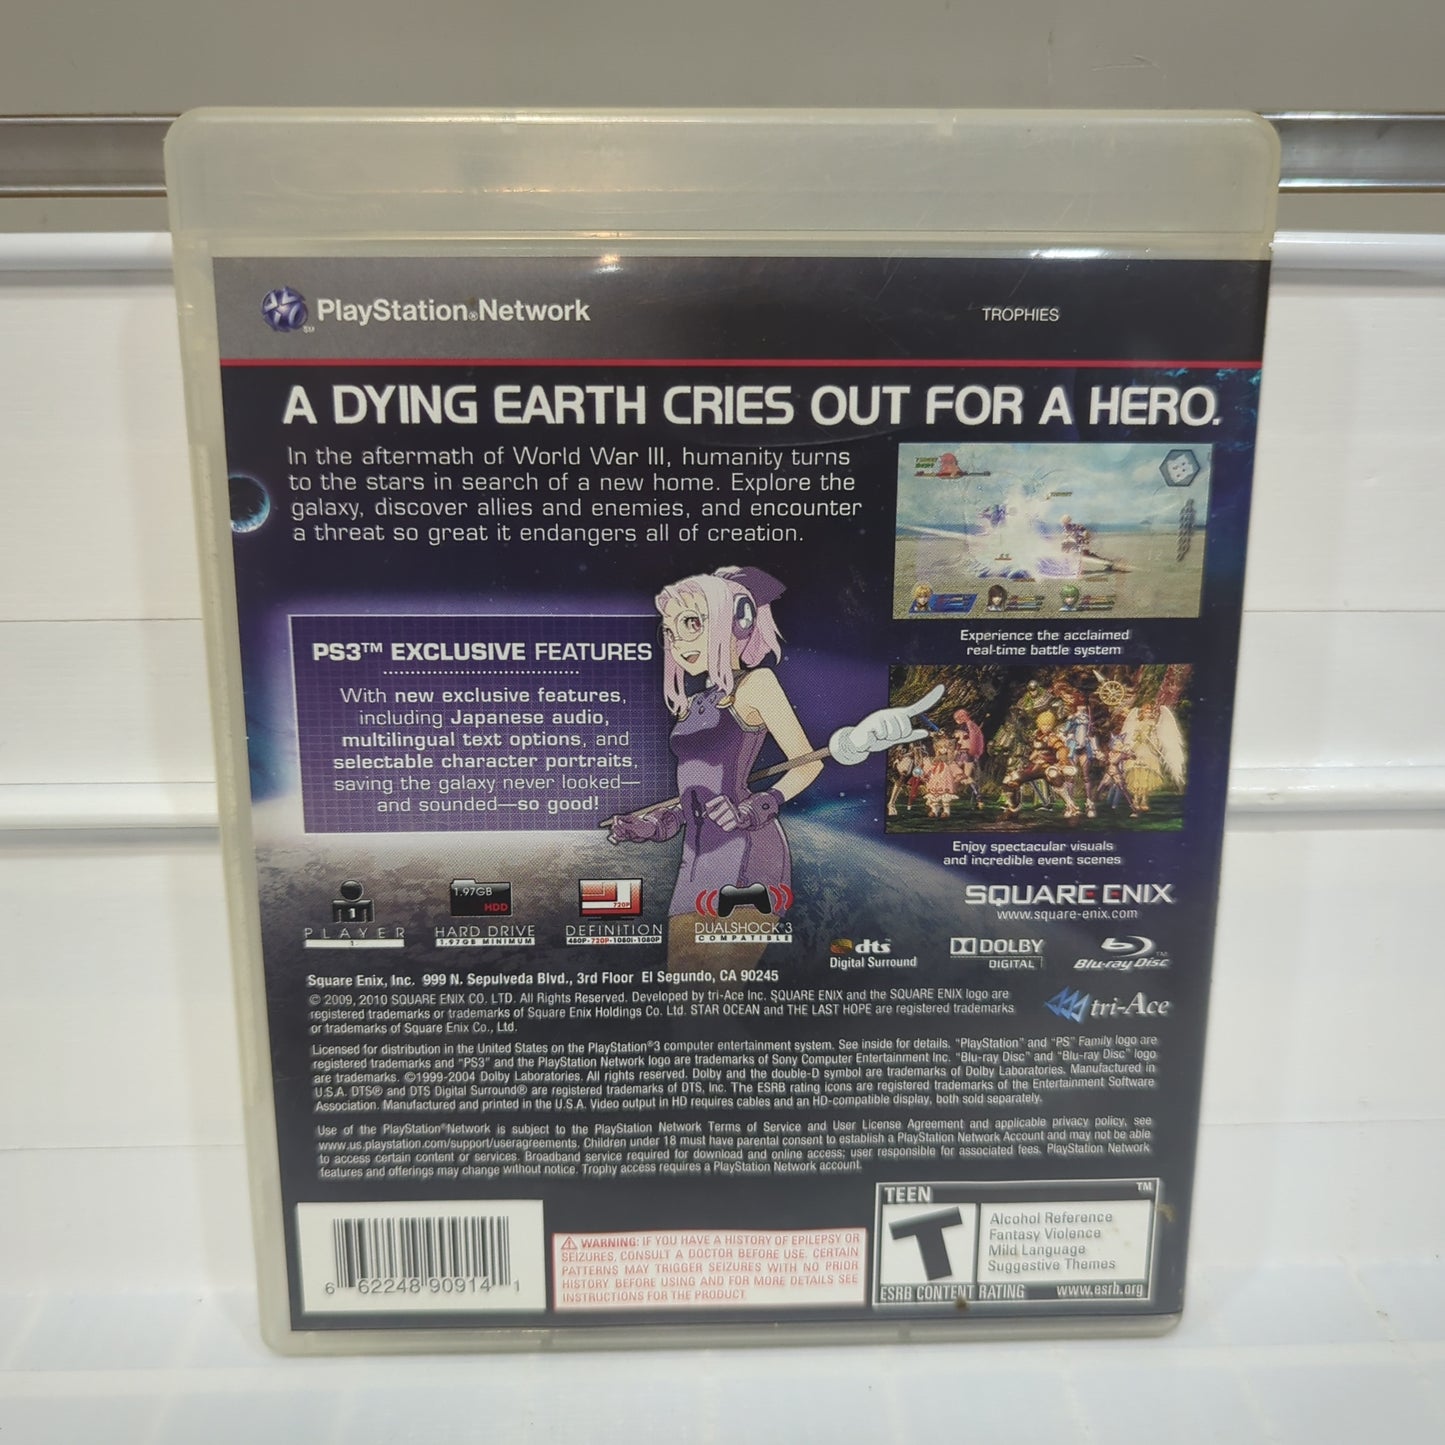 PlayStation®Network
SM
TROPHIES
A DYING EARTH CRIES OUT FOR A HERO.
In the aftermath of World War III, humanity turns
to the stars in search of a new home. Explore the
galaxy, discover allies and enemies, and encounter
a threat so great it endangers all of creation.
Experience the acclaimed
real-time battle system
PS3™ EXCLUSIVE FEATURES
With new exclusive features,
including Japanese audio,
multilingual text options, and
selectable character portraits,
saving the galaxy never looked—
and sounded—so good!
Enjoy spectacular visuals
and incredible event scenes
SQUARE ENIX
www.square-enix.com
1
PLAYER
1
1.97GB
HDD
HARD DRIVE
1.97GB MINIMUM
720P
DEFINITION
480P·720P·1080i·1080P
DUALSHOCK®3
COMPATIBLE
dts
Digital Surround
DOLBY
DIGITAL
Blu-ray Disc™
tri-Ace
Square Enix, Inc. 999 N. Sepulveda Blvd., 3rd Floor El Segundo, CA 90245
© 2009, 2010 SQUARE ENIX CO. LTD. All Rights Reserved. Developed by tri-Ace Inc. SQUARE ENIX and the SQUARE ENIX logo are
registered trademarks or trademarks of Square Enix Holdings Co. Ltd. STAR OCEAN and THE LAST HOPE are registered trademarks
or trademarks of Square Enix Co., Ltd.
Licensed for distribution in the United States on the PlayStation®3 computer entertainment system. See inside for details. "PlayStation" and "PS" Family logo are
registered trademarks and "PS3" and the PlayStation Network logo are trademarks of Sony Computer Entertainment Inc. "Blu-ray Disc" and "Blu-ray Disc" logo
are trademarks. ©1999-2004 Dolby Laboratories. All rights reserved. Dolby and the double-D symbol are trademarks of Dolby Laboratories. Manufactured in
U.S.A. DTS® and DTS Digital Surround® are registered trademarks of DTS, Inc. The ESRB rating icons are registered trademarks of the Entertainment Software
Association. Manufactured and printed in the U.S.A. Video output in HD requires cables and an HD-compatible display, both sold separately.
Use of the PlayStation®Network is subject to the PlayStation Network Terms of Service and User License Agreement and applicable privacy policy, see
www.us.playstation.com/support/useragreements. Children under 18 must have parental consent to establish a PlayStation Network Account and may not be able
to access certain content or services. Broadband service required for download and online access; user responsible for associated fees. PlayStation Network
features and offerings may change without notice. Trophy access requires a PlayStation Network account.
6 62248 90914 1
WARNING: IF YOU HAVE A HISTORY OF EPILEPSY OR
SEIZURES, CONSULT A DOCTOR BEFORE USE. CERTAIN
PATTERNS MAY TRIGGER SEIZURES WITH NO PRIOR
HISTORY. BEFORE USING AND FOR MORE DETAILS SEE
INSTRUCTIONS FOR THE PRODUCT.
TEEN ™
T
Alcohol Reference
Fantasy Violence
Mild Language
Suggestive Themes
ESRB CONTENT RATING www.esrb.org